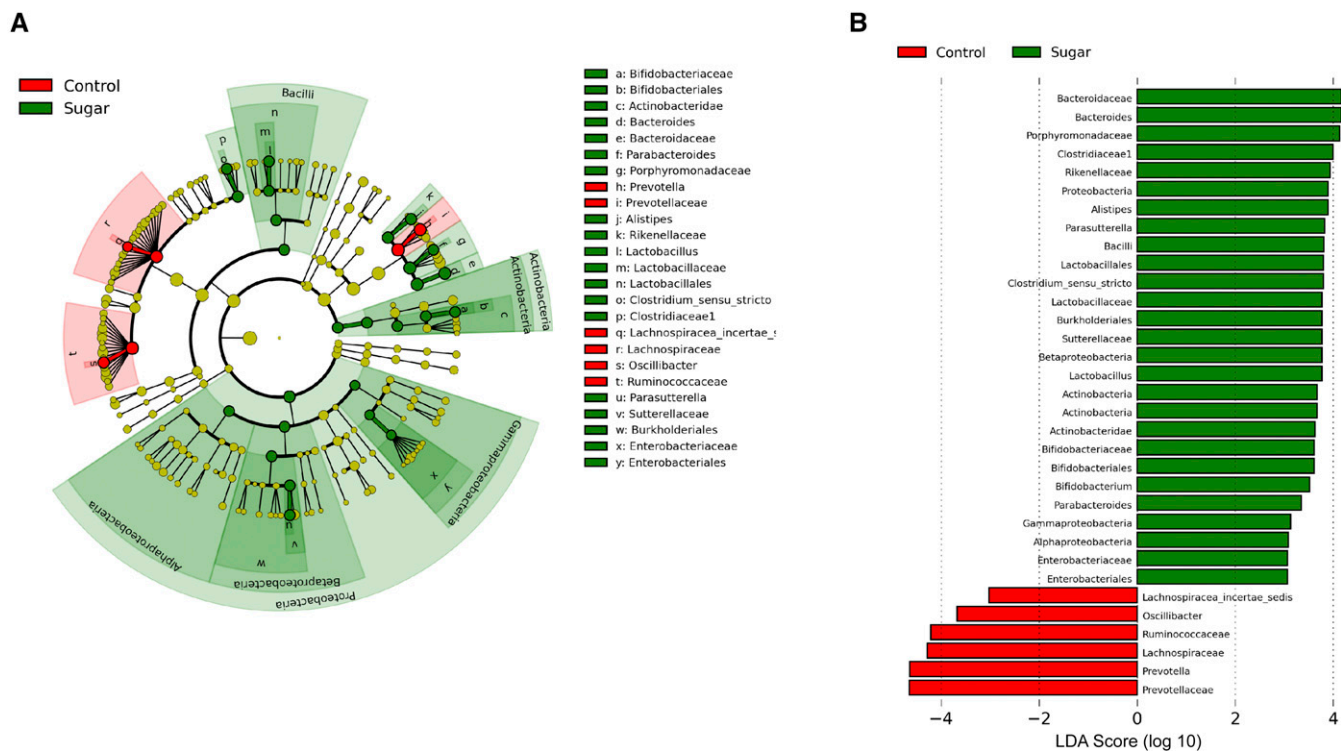 A
Control
Sugar
Bacilli
n
m
l
p
o
r
q
t
s
k
j
i
h
g
f
e
d
a
b
c
Actinobacteria
Actinobacteria
Gammaproteobacteria
x
y
Alphaproteobacteria
w
u
v
Betaproteobacteria
Proteobacteria
a: Bifidobacteriaceae
b: Bifidobacteriales
c: Actinobacteridae
d: Bacteroides
e: Bacteroidaceae
f: Parabacteroides
g: Porphyromonadaceae
h: Prevotella
i: Prevotellaceae
j: Alistipes
k: Rikenellaceae
l: Lactobacillus
m: Lactobacillaceae
n: Lactobacillales
o: Clostridium_sensu_stricto
p: Clostridiaceae1
q: Lachnospiracea_incertae_s
r: Lachnospiraceae
s: Oscillibacter
t: Ruminococcaceae
u: Parasutterella
v: Sutterellaceae
w: Burkholderiales
x: Enterobacteriaceae
y: Enterobacteriales
B
Control Sugar
Bacteroidaceae
Bacteroides
Porphyromonadaceae
Clostridiaceae1
Rikenellaceae
Proteobacteria
Alistipes
Parasutterella
Bacilli
Lactobacillales
Clostridium_sensu_stricto
Lactobacillaceae
Burkholderiales
Sutterellaceae
Betaproteobacteria
Lactobacillus
Actinobacteria
Actinobacteria
Actinobacteridae
Bifidobacteriaceae
Bifidobacteriales
Bifidobacterium
Parabacteroides
Gammaproteobacteria
Alphaproteobacteria
Enterobacteriaceae
Enterobacteriales
Lachnospiracea_incertae_sedis
Oscillibacter
Ruminococcaceae
Lachnospiraceae
Prevotella
Prevotellaceae
−4 −2 0 2 4
LDA Score (log 10)